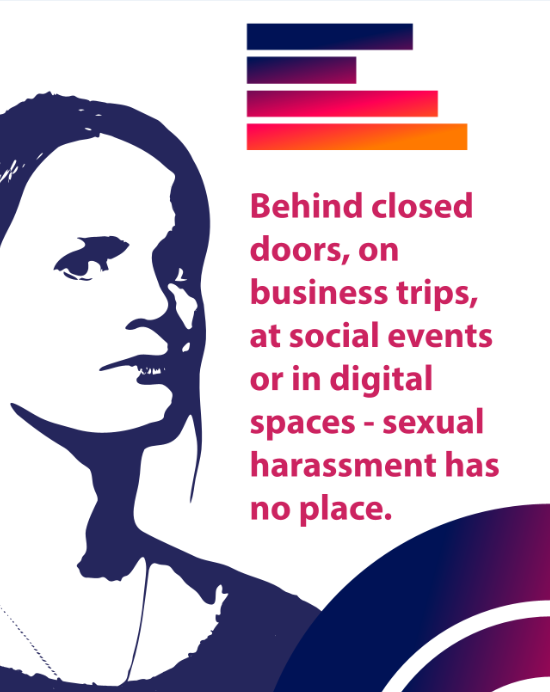 Behind closed
doors, on
business trips,
at social events
or in digital
spaces - sexual
harassment has
no place.